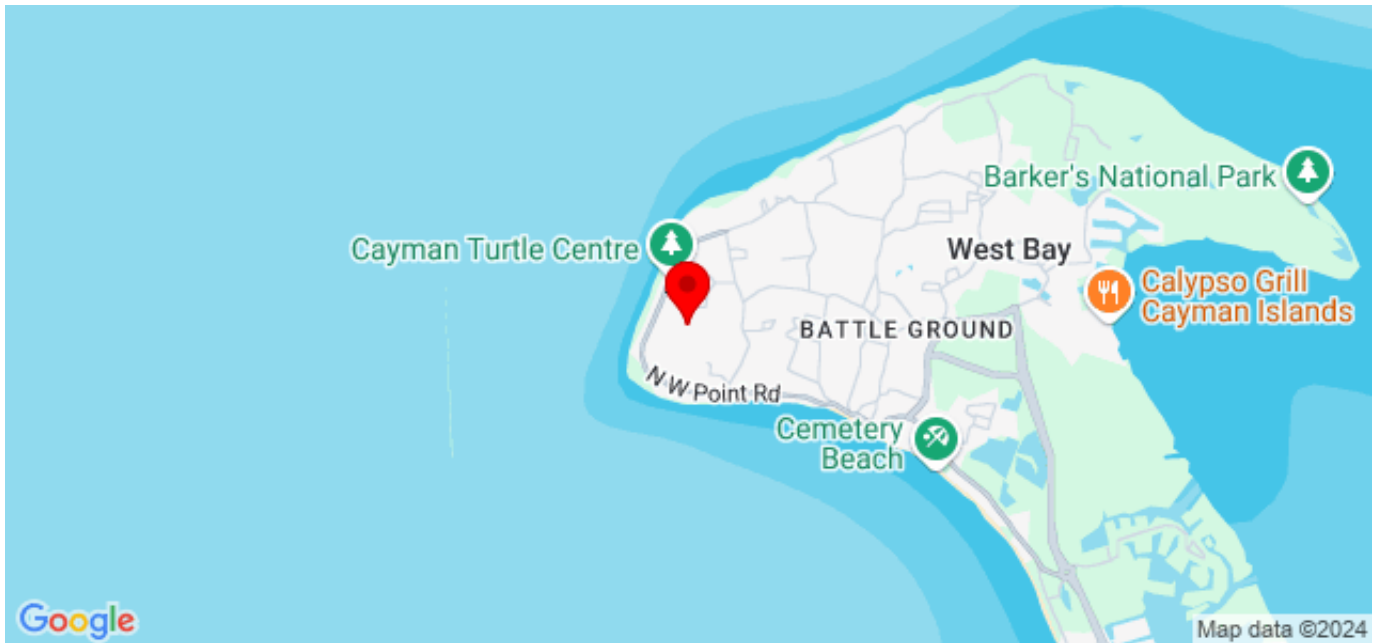 Barker's National Park
Cayman Turtle Centre
West Bay
Calypso Grill
Cayman Islands
BATTLE GROUND
N W Point Rd
Cemetery
Beach
Google
Map data ©2024